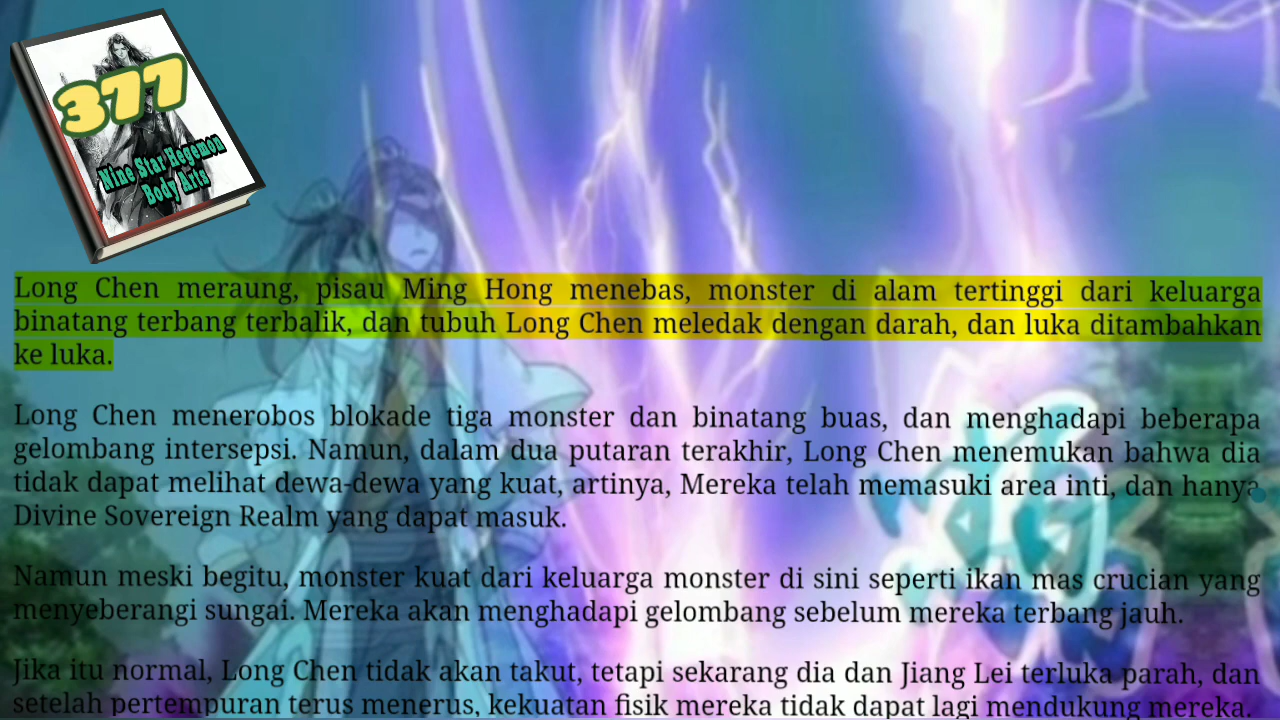 377
Nine Star Hegemon
Body Arts
Long Chen meraung, pisau Ming Hong menebas, monster di alam tertinggi dari keluarga
binatang terbang terbalik, dan tubuh Long Chen meledak dengan darah, dan luka ditambahkan
ke luka.
Long Chen menerobos blokade tiga monster dan binatang buas, dan menghadapi beberapa
gelombang intersepsi. Namun, dalam dua putaran terakhir, Long Chen menemukan bahwa dia
tidak dapat melihat dewa-dewa yang kuat, artinya, Mereka telah memasuki area inti, dan hanya
Divine Sovereign Realm yang dapat masuk.
Namun meski begitu, monster kuat dari keluarga monster di sini seperti ikan mas crucian yang
menyeberangi sungai. Mereka akan menghadapi gelombang sebelum mereka terbang jauh.
Jika itu normal, Long Chen tidak akan takut, tetapi sekarang dia dan Jiang Lei terluka parah, dan
setelah pertempuran terus menerus, kekuatan fisik mereka tidak dapat lagi mendukung mereka.